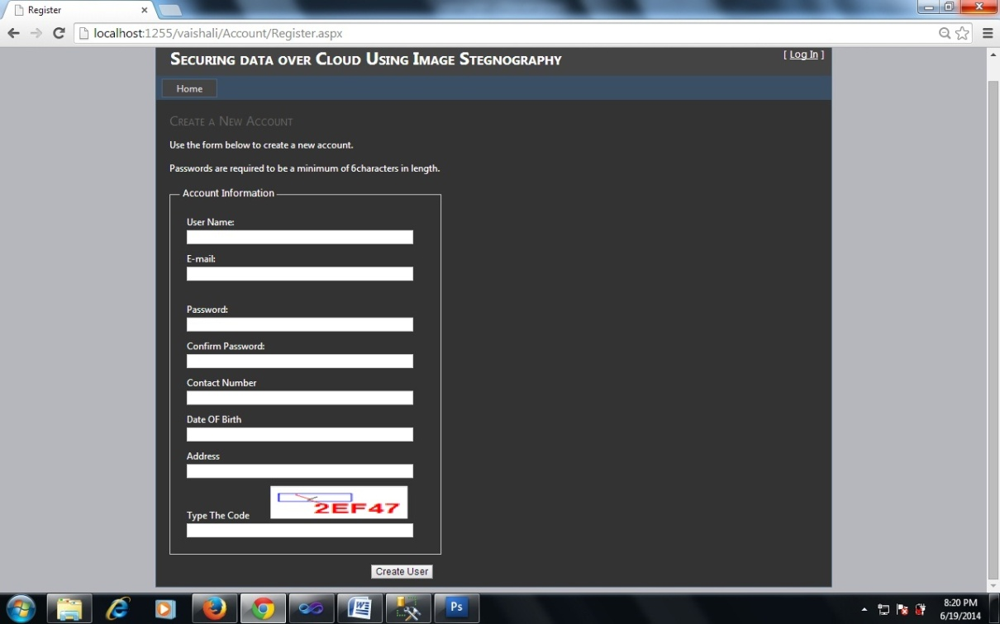 Register
localhost:1255/vaishali/Account/Register.aspx
SECURING DATA OVER CLOUD USING IMAGE STEGNOGRAPHY
[ Log In ]
Home
CREATE A NEW ACCOUNT
Use the form below to create a new account.
Passwords are required to be a minimum of 6characters in length.
Account Information
User Name:
E-mail:
Password:
Confirm Password:
Contact Number
Date OF Birth
Address
2EF47
Type The Code
Create User
Ps
8:20 PM
6/19/2014